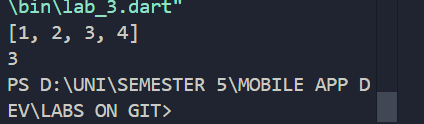 \bin\lab_3.dart"
[1, 2, 3, 4]
3
PS D:\UNI\SEMESTER 5\MOBILE APP D
EV\LABS ON GIT>